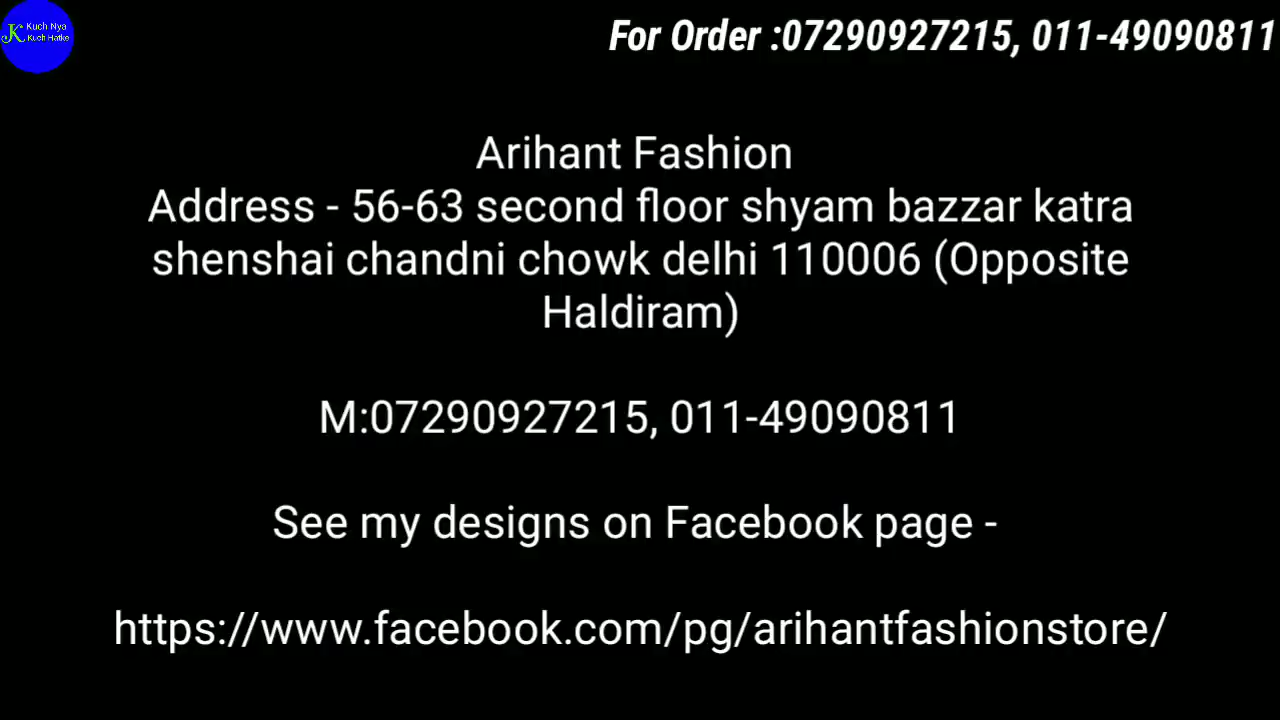 Kuch Nya
Kuch Hatke
For Order :07290927215, 011-49090811
Arihant Fashion
Address - 56-63 second floor shyam bazzar katra
shenshai chandni chowk delhi 110006 (Opposite
Haldiram)
M:07290927215, 011-49090811
See my designs on Facebook page -
https://www.facebook.com/pg/arihantfashionstore/